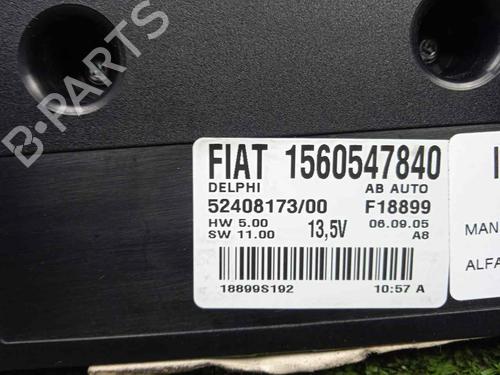 B-PARTS
FIAT 1560547840
DELPHI AB AUTO
52408173/00 F18899
HW 5.00 13,5V 06.09.05
SW 11.00 A8
18899S192 10:57 A
MAN
ALFA